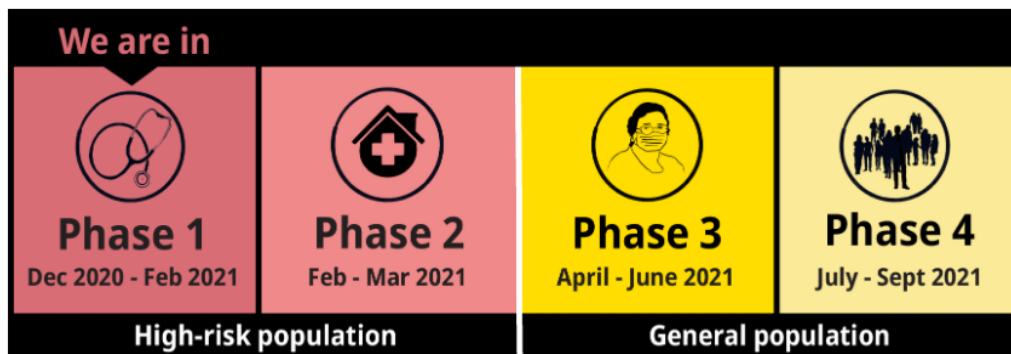 We are in
Phase 1
Dec 2020 - Feb 2021
Phase 2
Feb - Mar 2021
Phase 3
April - June 2021
Phase 4
July - Sept 2021
High-risk population
General population